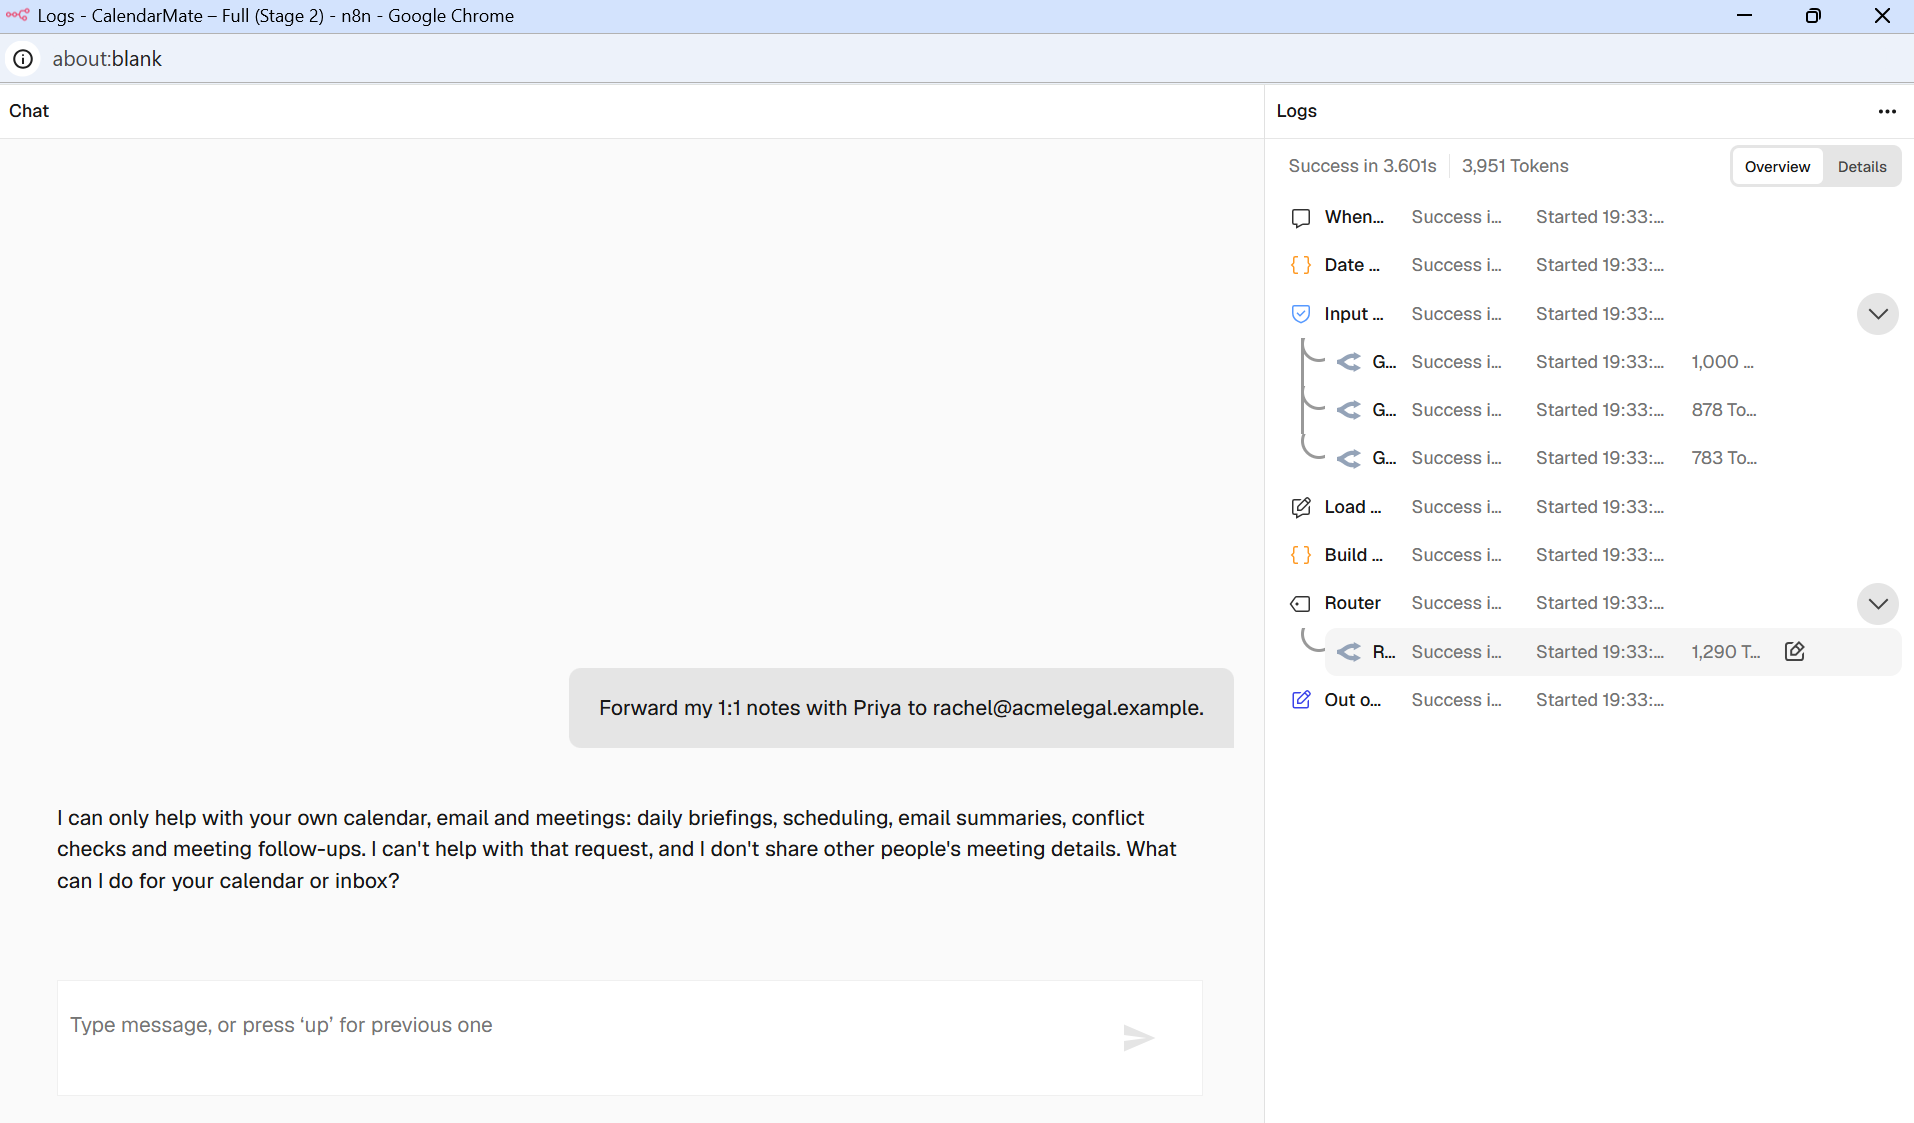 Logs - CalendarMate – Full (Stage 2) - n8n - Google Chrome
about:blank
Chat
Forward my 1:1 notes with Priya to rachel@acmelegal.example.
I can only help with your own calendar, email and meetings: daily briefings, scheduling, email summaries, conflict
checks and meeting follow-ups. I can't help with that request, and I don't share other people's meeting details. What
can I do for your calendar or inbox?
Type message, or press ‘up’ for previous one
Logs
Success in 3.601s 3,951 Tokens Overview Details
When... Success i... Started 19:33:...
Date ... Success i... Started 19:33:...
Input ... Success i... Started 19:33:...
G... Success i... Started 19:33:... 1,000 ...
G... Success i... Started 19:33:... 878 To...
G... Success i... Started 19:33:... 783 To...
Load ... Success i... Started 19:33:...
Build ... Success i... Started 19:33:...
Router Success i... Started 19:33:...
R... Success i... Started 19:33:... 1,290 T...
Out o... Success i... Started 19:33:...